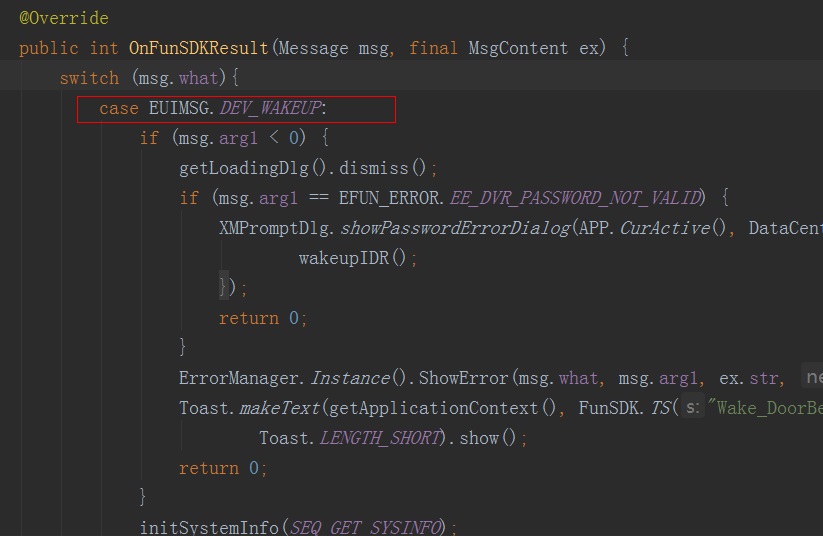 @Override
public int OnFunSDKResult(Message msg, final MsgContent ex) {
switch (msg.what){
case EUIMSG.DEV_WAKEUP:
if (msg.arg1 < 0) {
getLoadingDlg().dismiss();
if (msg.arg1 == EFUN_ERROR.EE_DVR_PASSWORD_NOT_VALID) {
XMPromptDlg.showPasswordErrorDialog(APP.CurActive(), DataCent
wakeupIDR();
});
return 0;
}
ErrorManager.Instance().ShowError(msg.what, msg.arg1, ex.str, ne
Toast.makeText(getApplicationContext(), FunSDK.TS( s: "Wake_DoorBe
Toast.LENGTH_SHORT).show();
return 0;
}
initSystemInfo(SEQ_GET_SYSINFO);